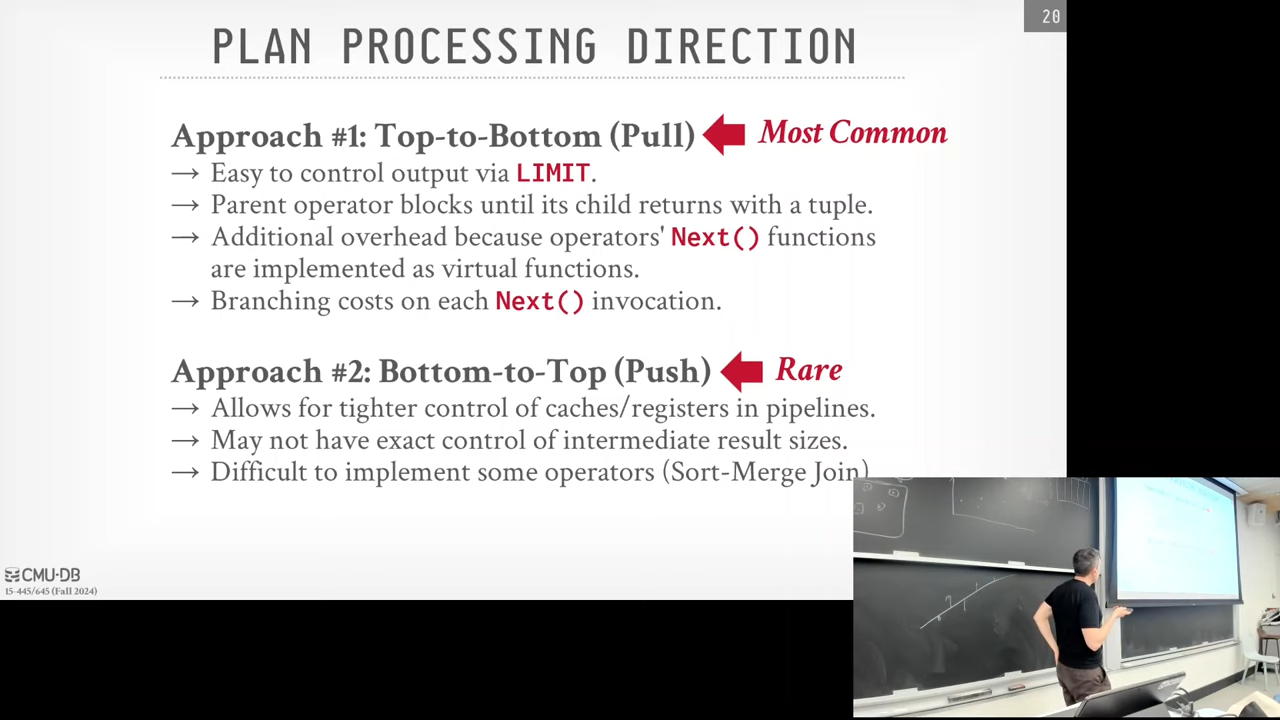 20
PLAN PROCESSING DIRECTION
Approach #1: Top-to-Bottom (Pull) Most Common
→ Easy to control output via LIMIT.
→ Parent operator blocks until its child returns with a tuple.
→ Additional overhead because operators' Next() functions
are implemented as virtual functions.
→ Branching costs on each Next() invocation.
Approach #2: Bottom-to-Top (Push) Rare
→ Allows for tighter control of caches/registers in pipelines.
→ May not have exact control of intermediate result sizes.
→ Difficult to implement some operators (Sort-Merge Join)
CMU·DB
15-445/645 (Fall 2024)